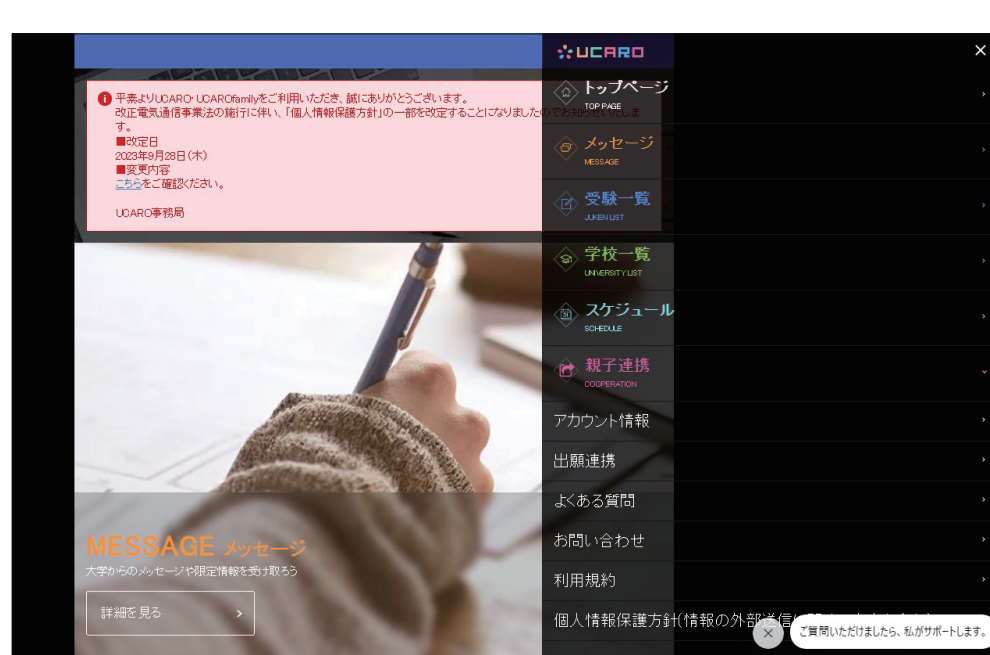 UCARO
平素よりUCARO・UCAROfamilyをご利用いただき、誠にありがとうございます。
改正電気通信事業法の施行に伴い、「個人情報保護方針」の一部を改定することになりましたのでお知らせいたしま
す。
■改定日
2023年9月28日(木)
■変更内容
こちらをご確認ください。
UCARO事務局
トップページ
TOP PAGE
メッセージ
MESSAGE
受験一覧
JUKEN LIST
学校一覧
UNIVERSITY LIST
スケジュール
SCHEDULE
親子連携
COOPERATION
アカウント情報
出願連携
よくある質問
お問い合わせ
利用規約
個人情報保護方針(情報の外部送信
MESSAGE メッセージ
大学からのメッセージや限定情報を受け取ろう
詳細を見る
ご質問いただけましたら、私がサポートします。